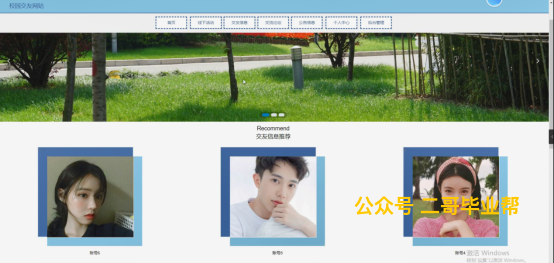 校园交友网站
首页
线下活动
交友信息
交流论坛
公告信息
个人中心
后台管理
Recommend
交友信息推荐
公众号 二哥毕业帮
账号6
账号5
账号4
激活 Windows
转到"设置"以激活 Windows。